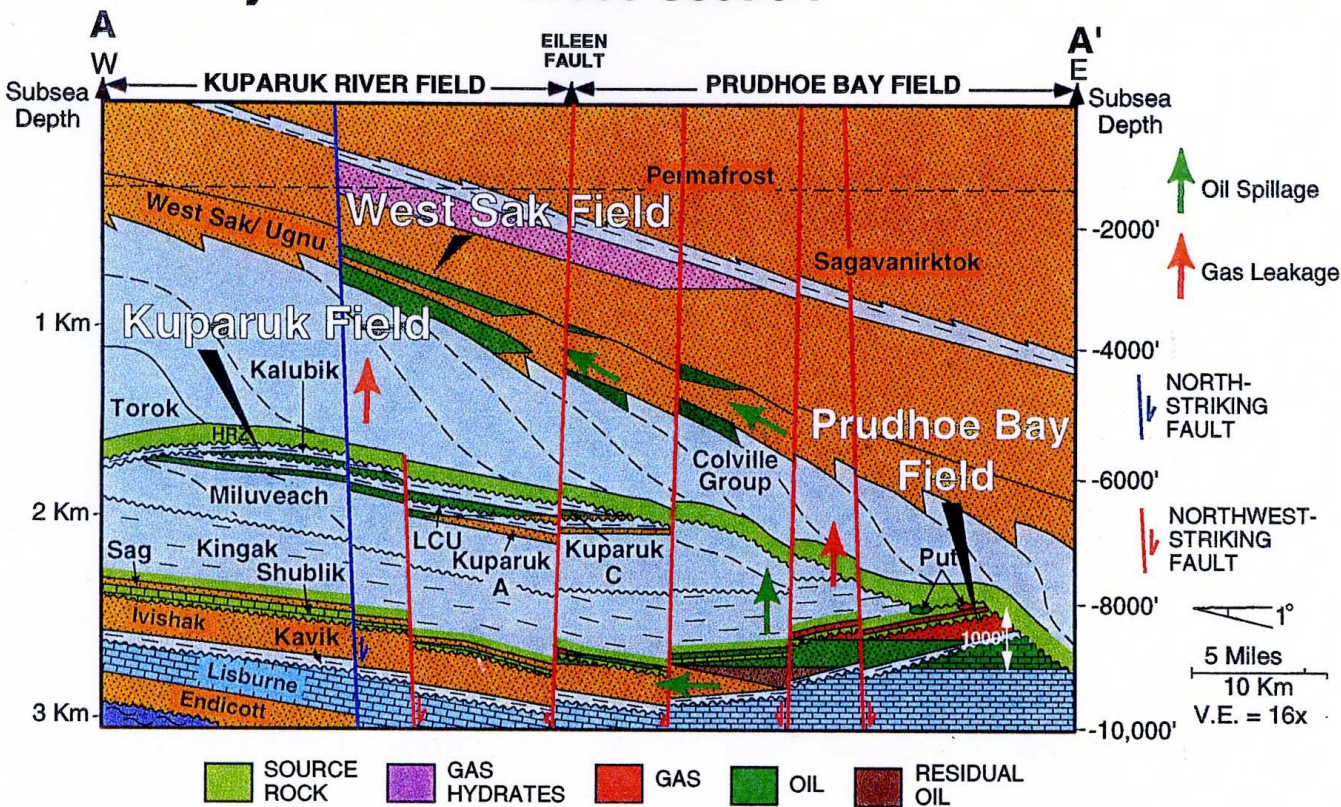 A
W
A'
E
EILEEN
FAULT
KUPARUK RIVER FIELD
PRUDHOE BAY FIELD
Subsea
Depth
Subsea
Depth
Permafrost
West Sak Field
West Sak/ Ugnu
Sagavanirktok
Oil Spillage
Gas Leakage
-2000'
1 Km
Kuparuk Field
-4000'
Kalubik
NORTH-
STRIKING
FAULT
Torok
HRZ
Prudhoe Bay
Field
Colville
Group
-6000'
Miluveach
2 Km
LCU
Kuparuk
A
Kuparuk
C
NORTHWEST-
STRIKING
FAULT
Sag
Kingak
Shublik
Put
-8000'
Ivishak
1000'
1°
Kavik
5 Miles
10 Km
V.E. = 16x
Lisburne
Endicott
3 Km
-10,000'
SOURCE
ROCK
GAS
HYDRATES
GAS
OIL
RESIDUAL
OIL